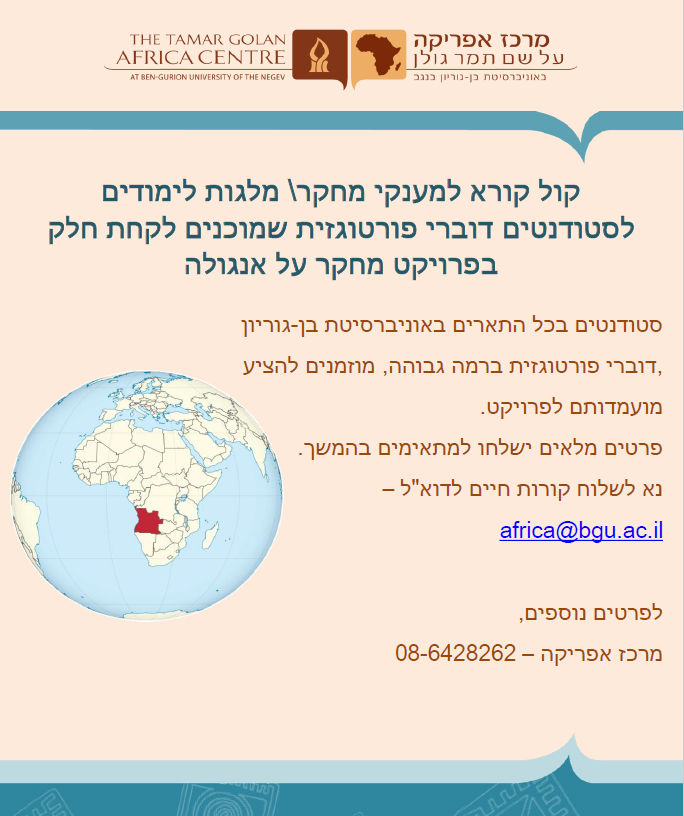 THE TAMAR GOLAN
AFRICA CENTRE
AT BEN-GURION UNIVERSITY OF THE NEGEV
מרכז אפריקה
על שם תמר גולן
באוניברסיטת בן-גוריון בנגב
קול קורא למענקי מחקר\ מלגות לימודים
לסטודנטים דוברי פורטוגזית שמוכנים לקחת חלק
בפרויקט מחקר על אנגולה
סטודנטים בכל התארים באוניברסיטת בן-גוריון
,דוברי פורטוגזית ברמה גבוהה, מוזמנים להציע
מועמדותם לפרויקט.
פרטים מלאים ישלחו למתאימים בהמשך.
נא לשלוח קורות חיים לדוא"ל –
africa@bgu.ac.il
לפרטים נוספים,
מרכז אפריקה – 08-6428262